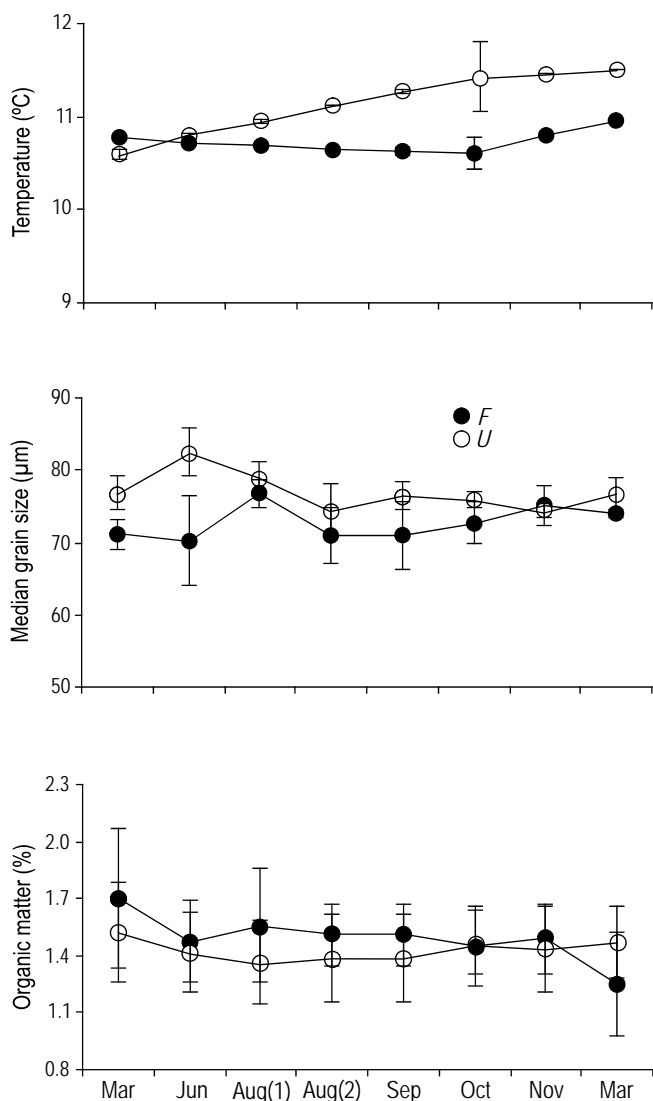 12
11
10
9
Temperature (ºC)
90
80
70
60
50
Median grain size (µm)
F
U
2.3
2.0
1.7
1.4
1.1
0.8
Organic matter (%)
Mar Jun Aug(1) Aug(2) Sep Oct Nov Mar